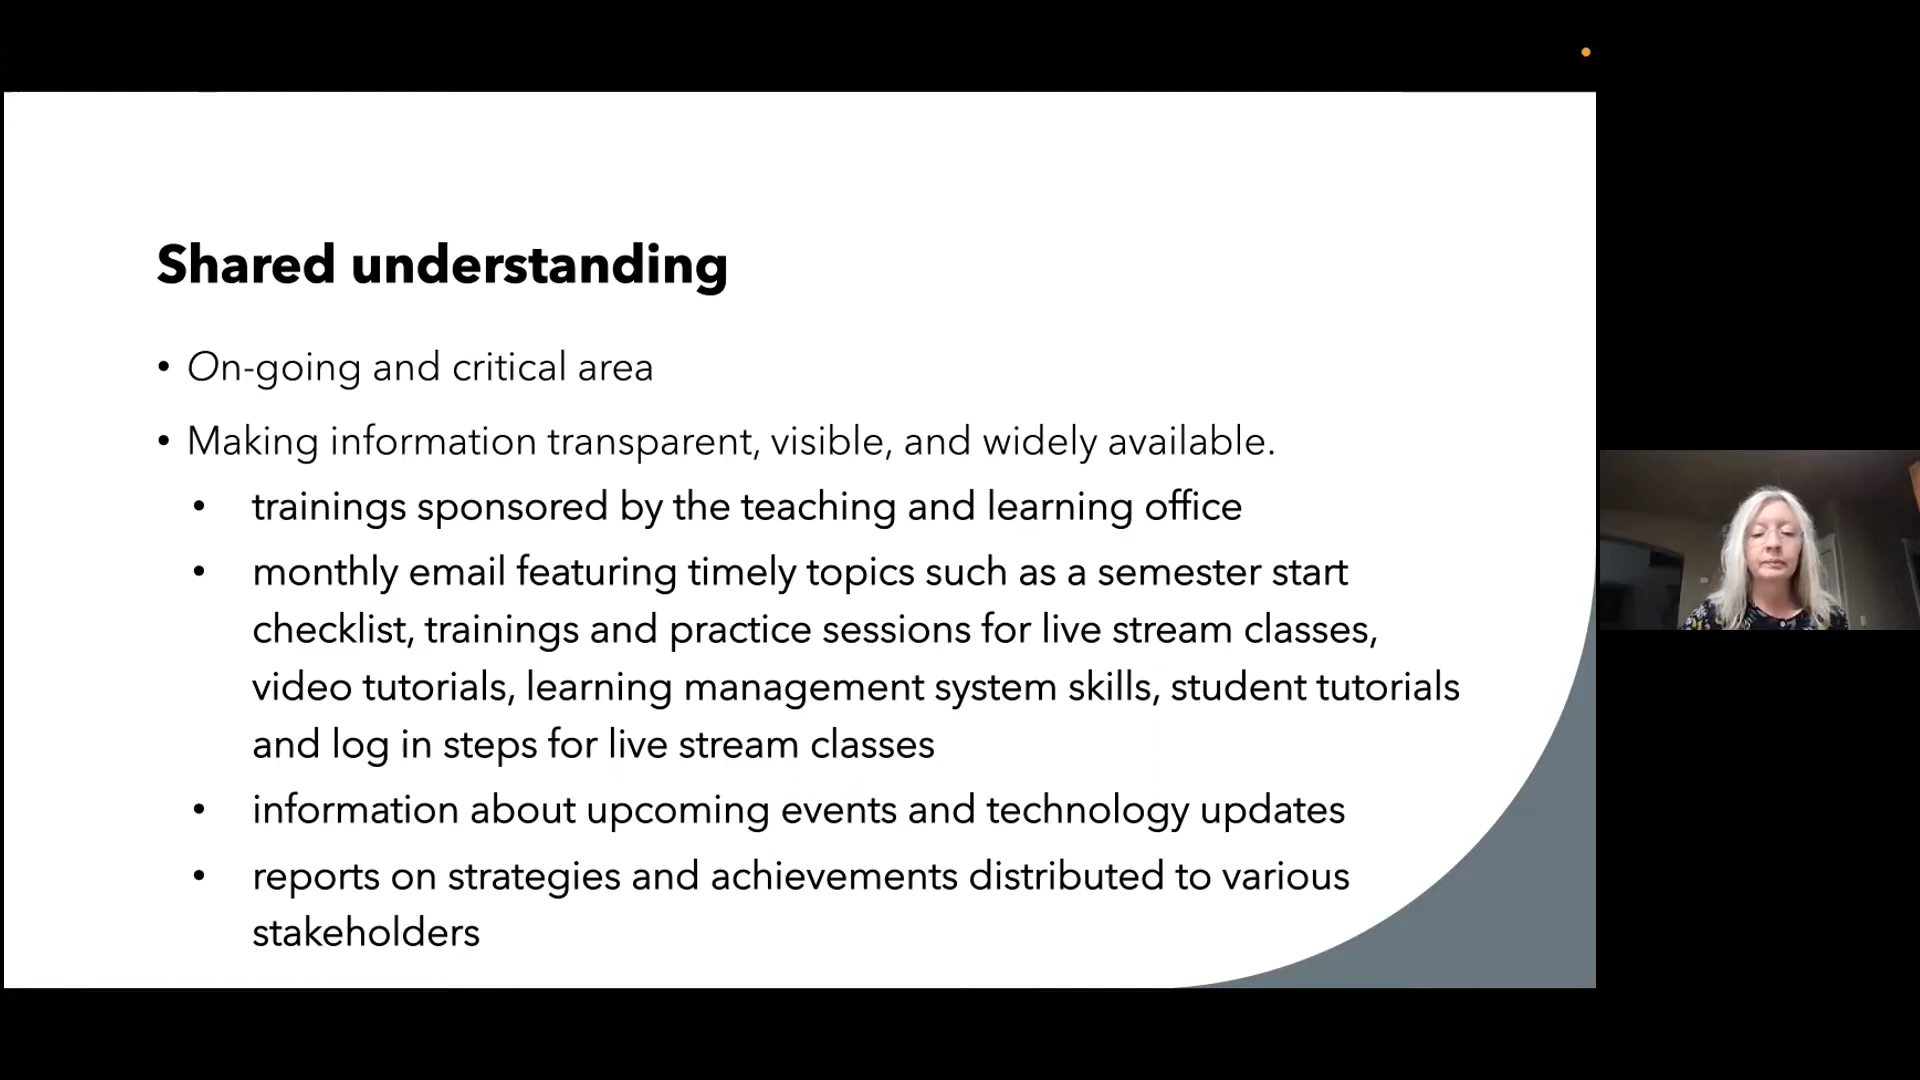 Shared understanding
• On-going and critical area
• Making information transparent, visible, and widely available.
• trainings sponsored by the teaching and learning office
• monthly email featuring timely topics such as a semester start
checklist, trainings and practice sessions for live stream classes,
video tutorials, learning management system skills, student tutorials
and log in steps for live stream classes
• information about upcoming events and technology updates
• reports on strategies and achievements distributed to various
stakeholders